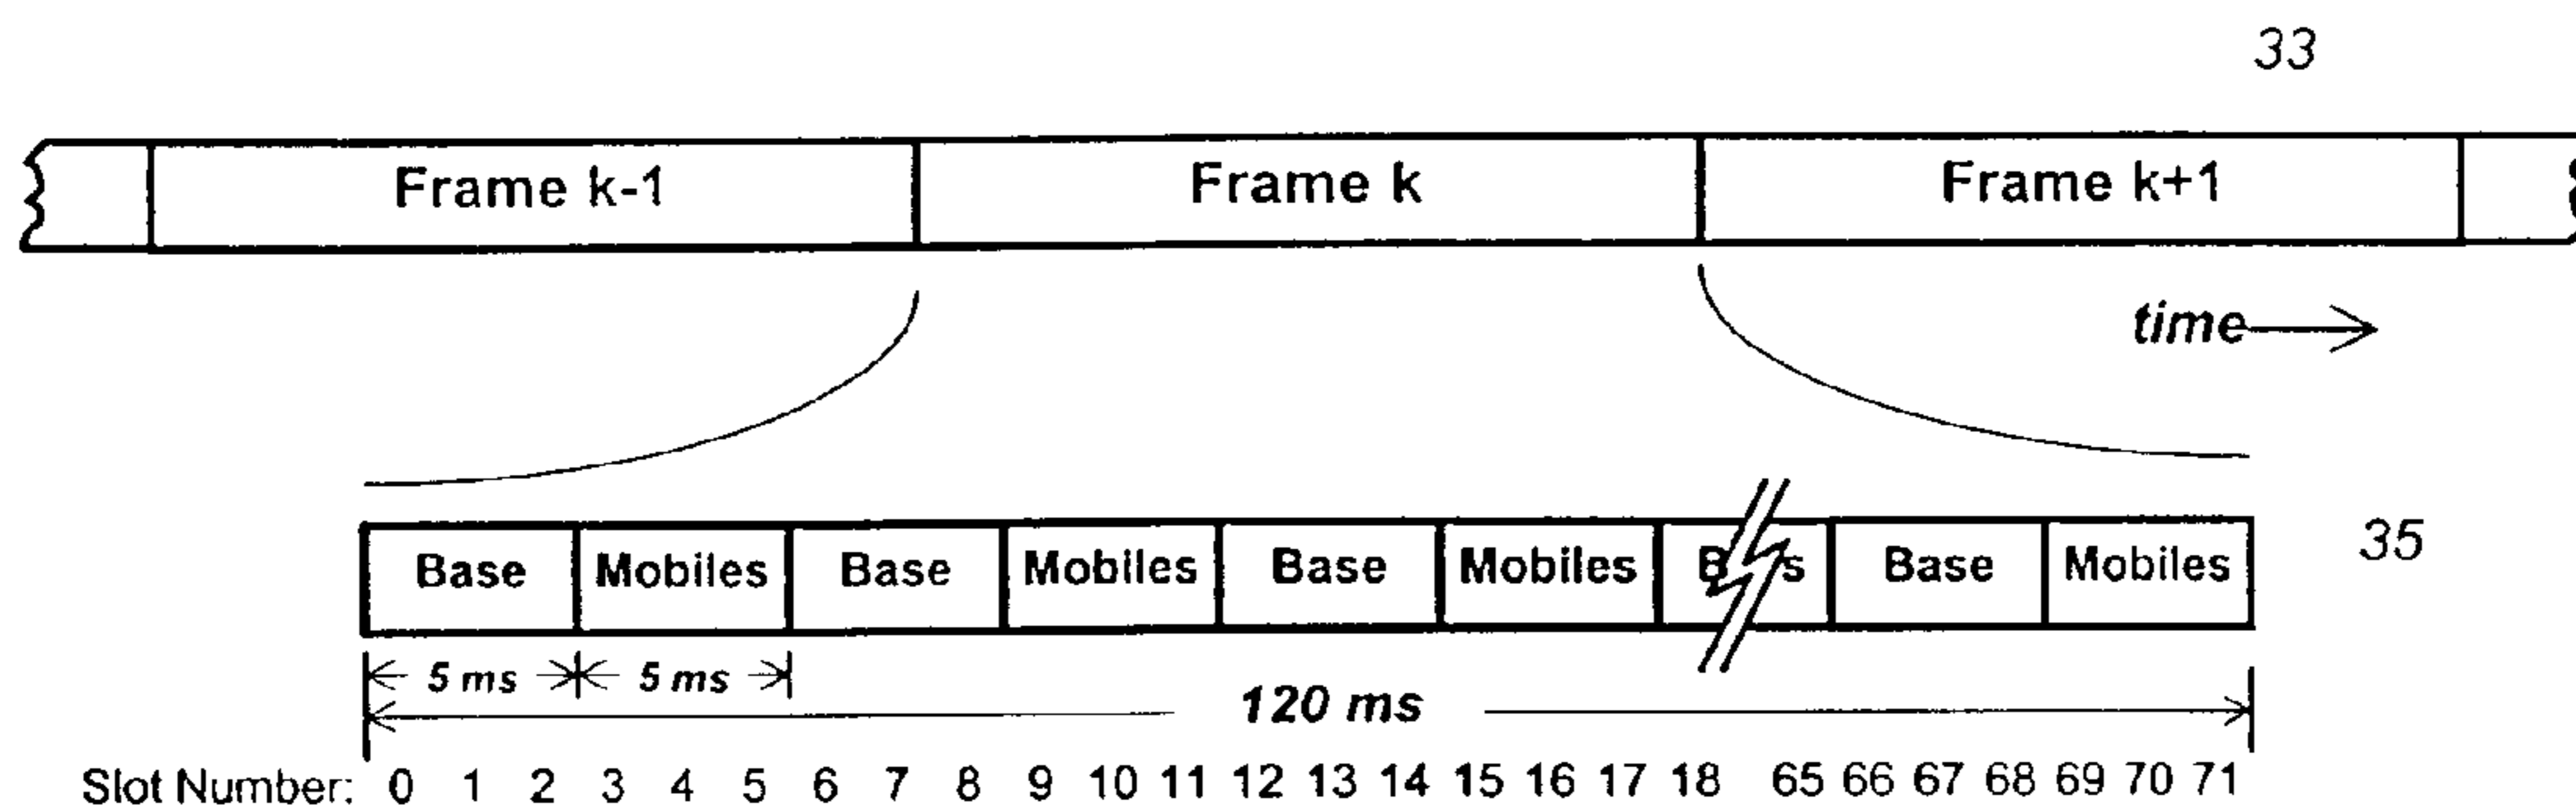 33
Frame k-1 Frame k Frame k+1
time
Base Mobiles Base Mobiles Base Mobiles B s Base Mobiles
35
5 ms 5 ms
120 ms
Slot Number: 0 1 2 3 4 5 6 7 8 9 10 11 12 13 14 15 16 17 18 65 66 67 68 69 70 71